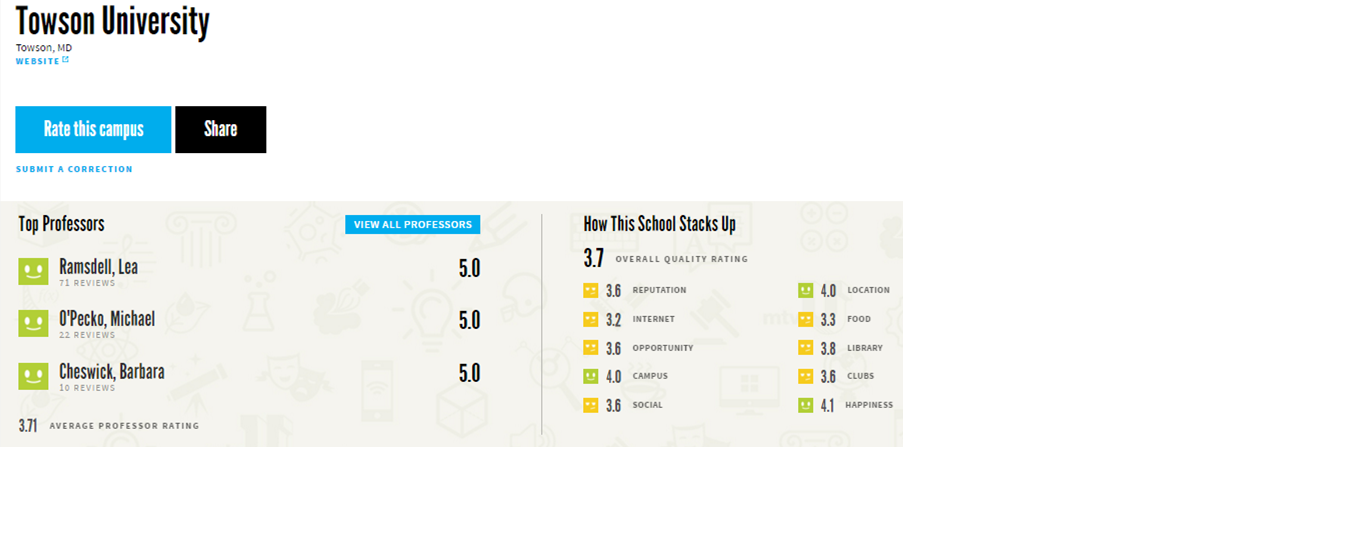 Towson University
Towson, MD
WEBSITE
Rate this campus
Share
SUBMIT A CORRECTION
Top Professors
VIEW ALL PROFESSORS
Ramsdell, Lea
5.0
71 REVIEWS
O'Pecko, Michael
5.0
22 REVIEWS
Cheswick, Barbara
5.0
10 REVIEWS
3.71 AVERAGE PROFESSOR RATING
How This School Stacks Up
3.7 OVERALL QUALITY RATING
3.6 REPUTATION
4.0 LOCATION
3.2 INTERNET
3.3 FOOD
3.6 OPPORTUNITY
3.8 LIBRARY
4.0 CAMPUS
3.6 CLUBS
3.6 SOCIAL
4.1 HAPPINESS